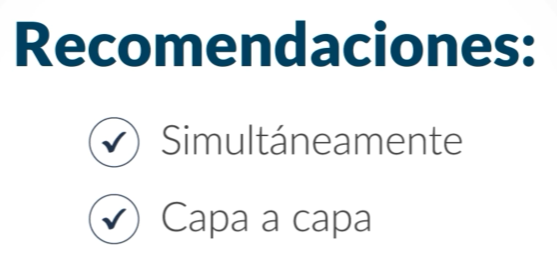 Recomendaciones:
Simultáneamente
Capa a capa